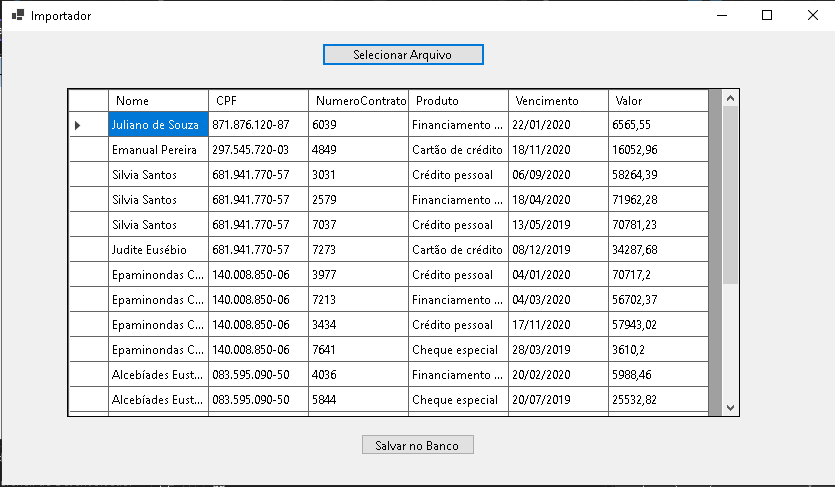 Importador
Selecionar Arquivo
Nome CPF NumeroContrato Produto Vencimento Valor
Juliano de Souza 871.876.120-87 6039 Financiamento ... 22/01/2020 6565,55
Emanual Pereira 297.545.720-03 4849 Cartão de crédito 18/11/2020 16052,96
Silvia Santos 681.941.770-57 3031 Crédito pessoal 06/09/2020 58264,39
Silvia Santos 681.941.770-57 2579 Financiamento ... 18/04/2020 71962,28
Silvia Santos 681.941.770-57 7037 Crédito pessoal 13/05/2019 70781,23
Judite Eusébio 681.941.770-57 7273 Cartão de crédito 08/12/2019 34287,68
Epaminondas C... 140.008.850-06 3977 Crédito pessoal 04/01/2020 70717,2
Epaminondas C... 140.008.850-06 7213 Financiamento ... 04/03/2020 56702,37
Epaminondas C... 140.008.850-06 3434 Crédito pessoal 17/11/2020 57943,02
Epaminondas C... 140.008.850-06 7641 Cheque especial 28/03/2019 3610,2
Alcebíades Eust... 083.595.090-50 4036 Financiamento ... 20/02/2020 5988,46
Alcebíades Eust... 083.595.090-50 5844 Cheque especial 20/07/2019 25532,82
Salvar no Banco